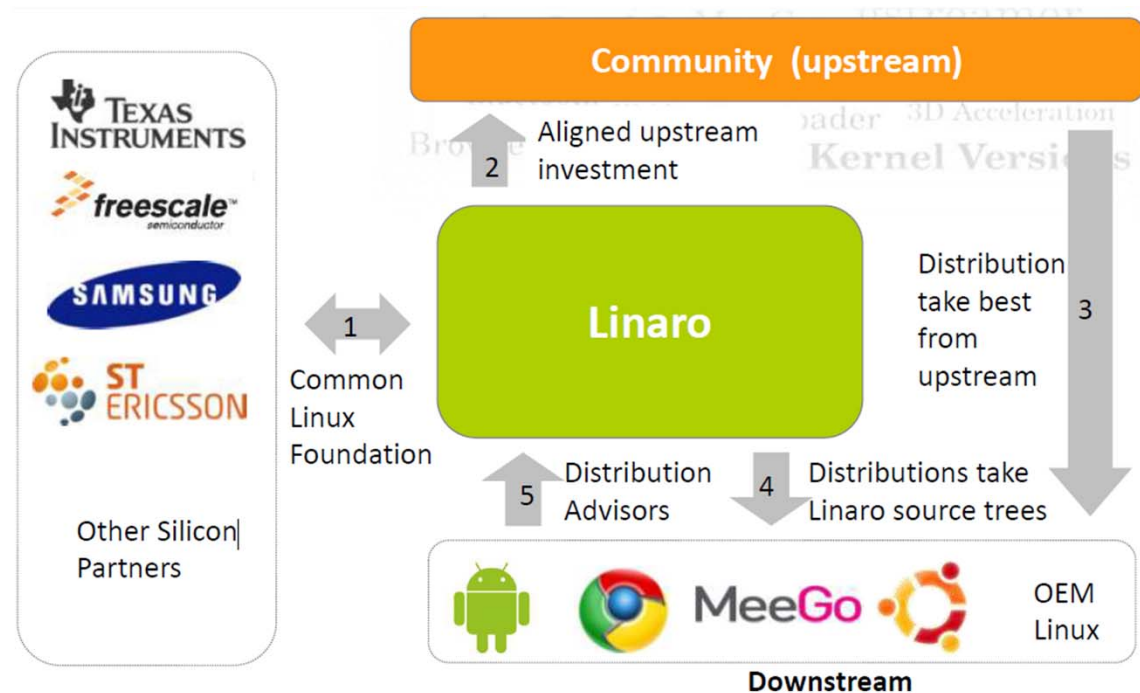 Community (upstream)
TEXAS
INSTRUMENTS
freescale™
semiconductor
SAMSUNG
ST
ERICSSON
Other Silicon
Partners
1
Common
Linux
Foundation
2
Aligned upstream
investment
3D Acceleration
Kernel Versi
Linaro
Distribution
take best
from
upstream
3
5
Distribution
Advisors
4
Distributions take
Linaro source trees
MeeGo
OEM
Linux
Downstream